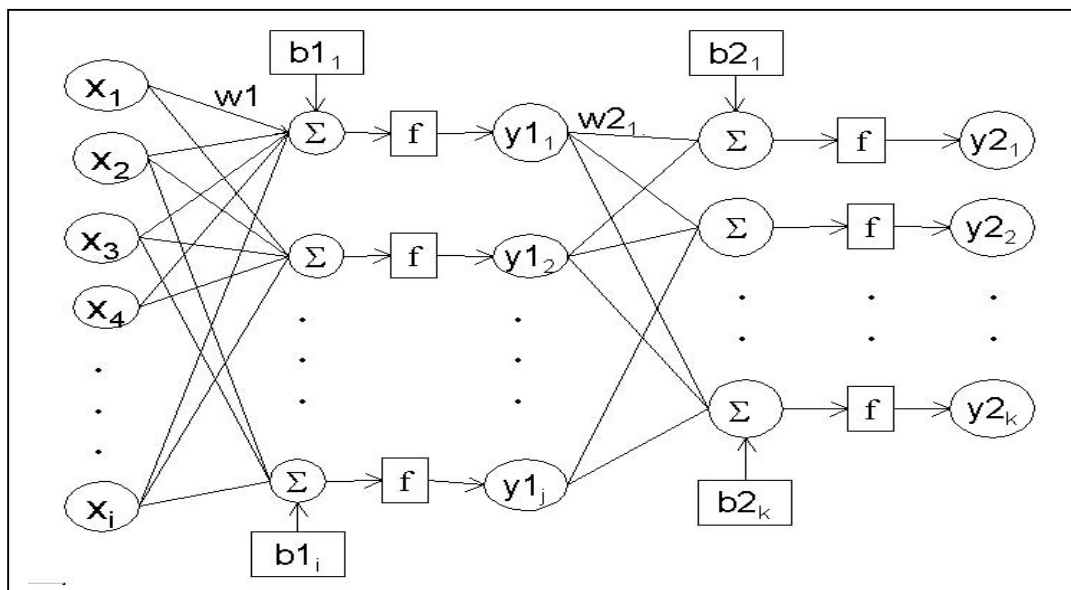 b1₁ b2₁
x₁ w1 w2₁
Σ f y1₁ Σ f y2₁
x₂
x₃ Σ f y1₂ Σ f y2₂
x₄
Σ f y2ₖ
xᵢ Σ f y1ⱼ b2ₖ
b1ᵢ